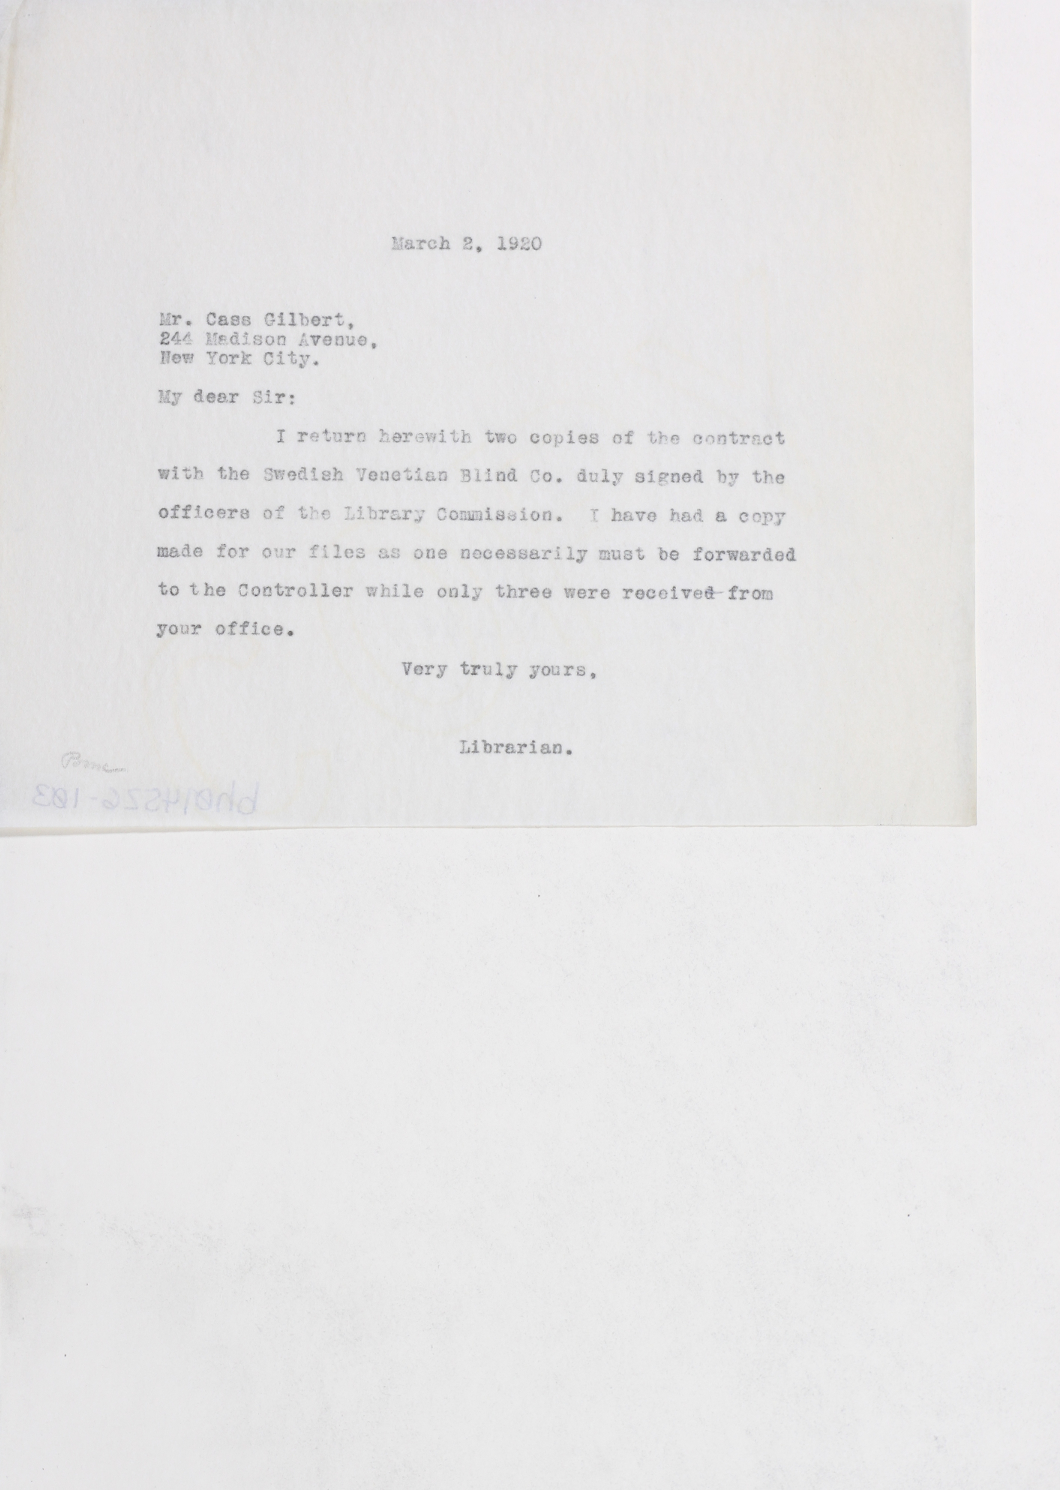 March 2, 1920
Mr. Cass Gilbert,
244 Madison Avenue,
New York City.
My dear Sir:
I return herewith two copies of the contract
with the Swedish Venetian Blind Co. duly signed by the
officers of the Library Commission. I have had a copy
made for our files as one necessarily must be forwarded
to the Controller while only three were received from
your office.
Very truly yours,
Librarian.
bh014526-103